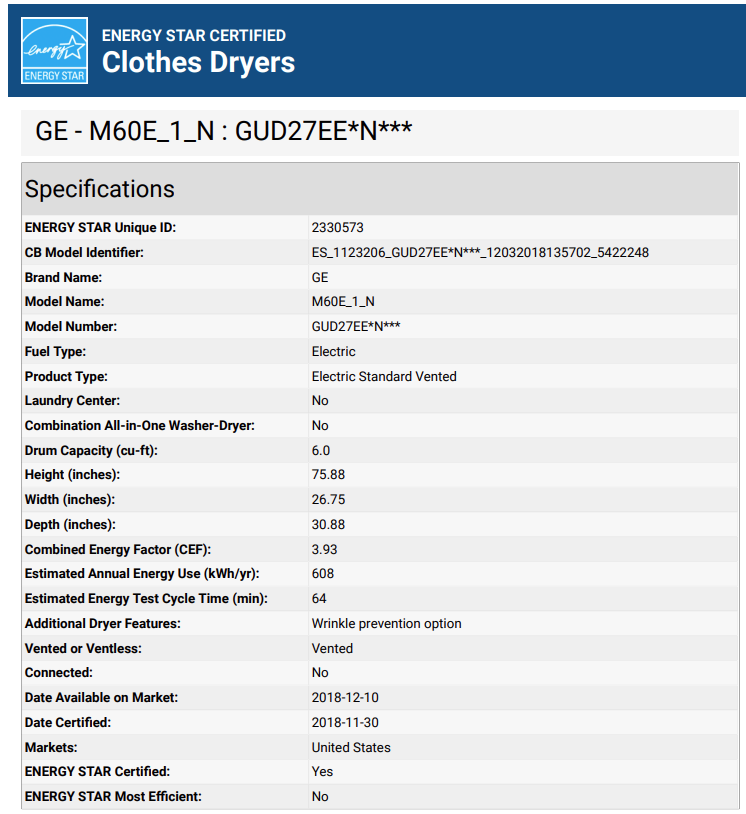 energy
ENERGY STAR
ENERGY STAR CERTIFIED
Clothes Dryers
GE - M60E_1_N : GUD27EE*N***
Specifications
ENERGY STAR Unique ID: 2330573
CB Model Identifier: ES_1123206_GUD27EE*N***_12032018135702_5422248
Brand Name: GE
Model Name: M60E_1_N
Model Number: GUD27EE*N***
Fuel Type: Electric
Product Type: Electric Standard Vented
Laundry Center: No
Combination All-in-One Washer-Dryer: No
Drum Capacity (cu-ft): 6.0
Height (inches): 75.88
Width (inches): 26.75
Depth (inches): 30.88
Combined Energy Factor (CEF): 3.93
Estimated Annual Energy Use (kWh/yr): 608
Estimated Energy Test Cycle Time (min): 64
Additional Dryer Features: Wrinkle prevention option
Vented or Ventless: Vented
Connected: No
Date Available on Market: 2018-12-10
Date Certified: 2018-11-30
Markets: United States
ENERGY STAR Certified: Yes
ENERGY STAR Most Efficient: No